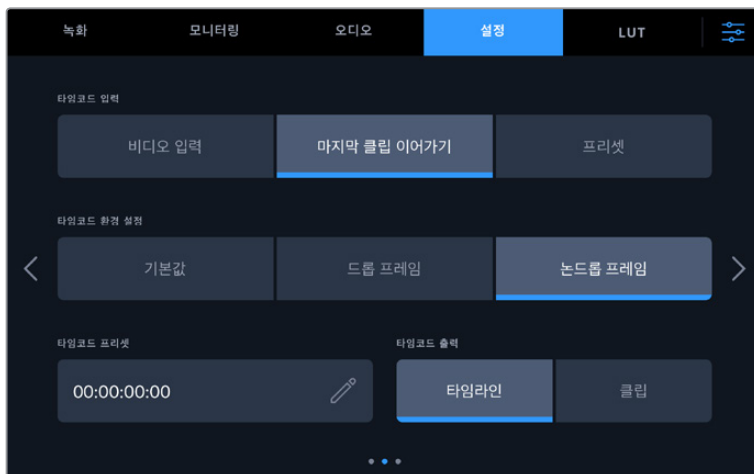 녹화
모니터링
오디오
설정
LUT
타임코드 입력
비디오 입력
마지막 클립 이어가기
프리셋
타임코드 환경 설정
기본값
드롭 프레임
논드롭 프레임
타임코드 프리셋
타임코드 출력
00:00:00:00
타임라인
클립